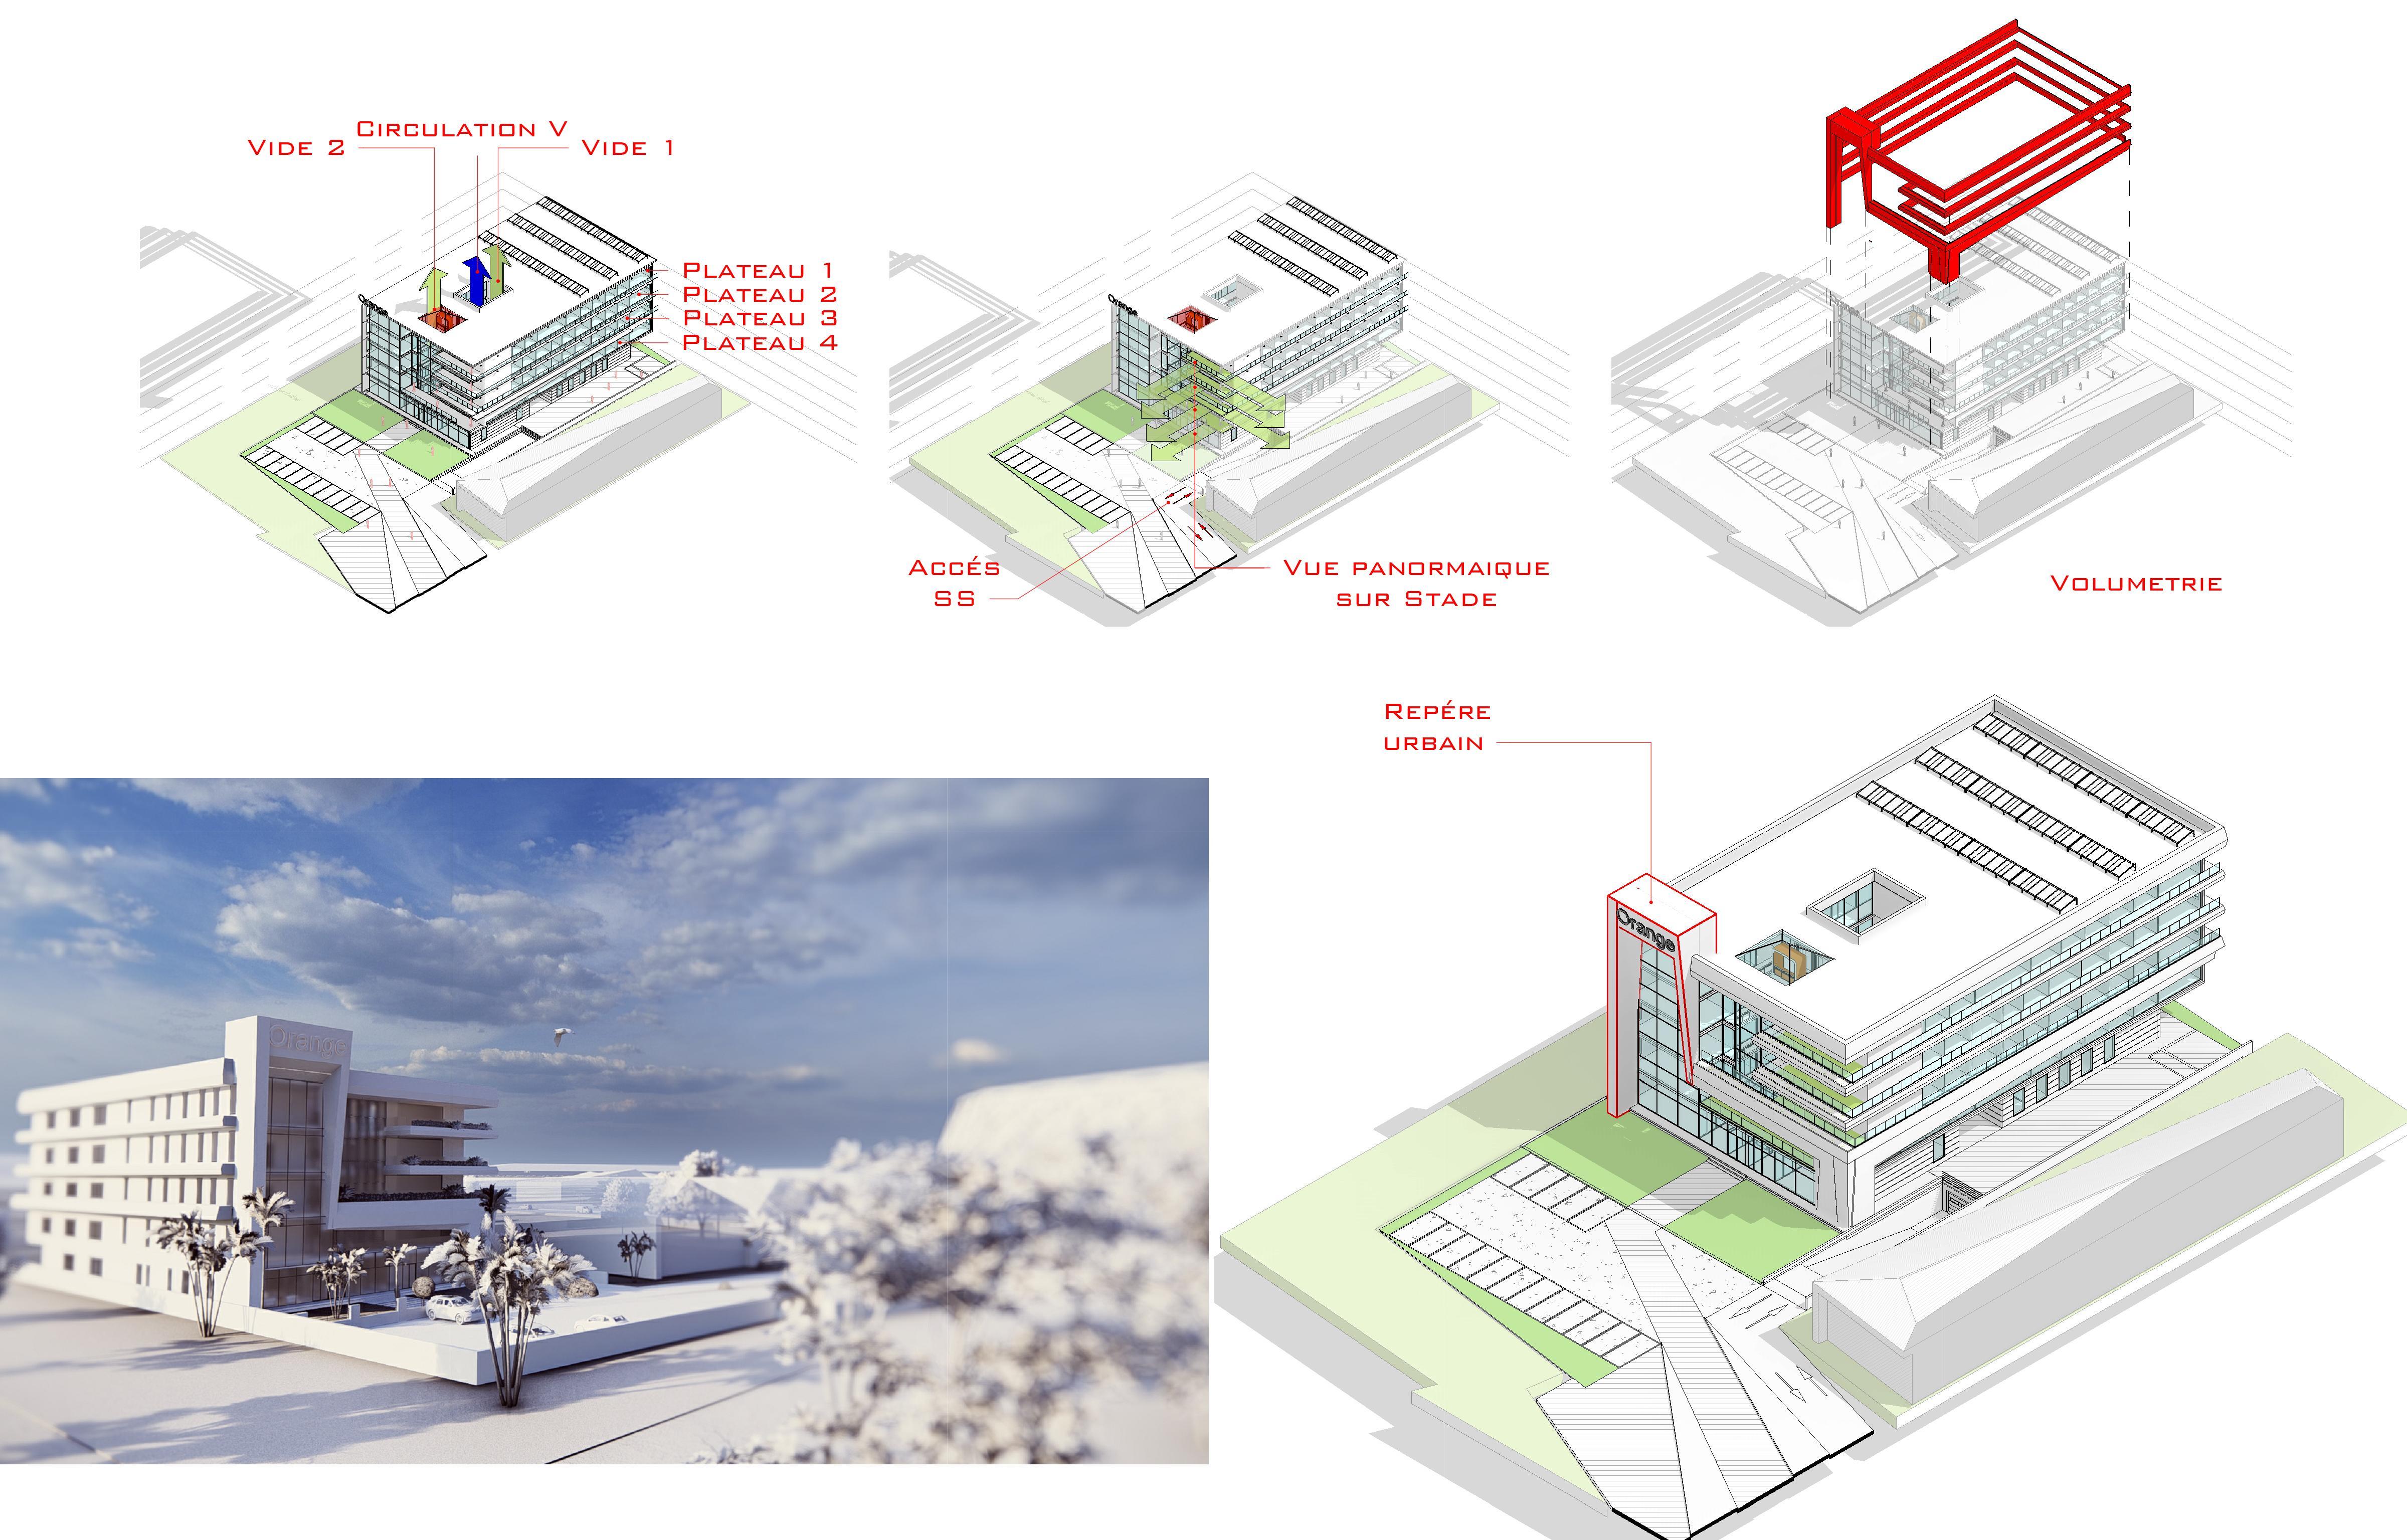 Circulation V
Vide 2
Vide 1
Plateau 1
Plateau 2
Plateau 3
Plateau 4
Orange
Orange
Accés
SS
Vue panormaique
sur Stade
Volumetrie
Repére
urbain
Orange
Orange